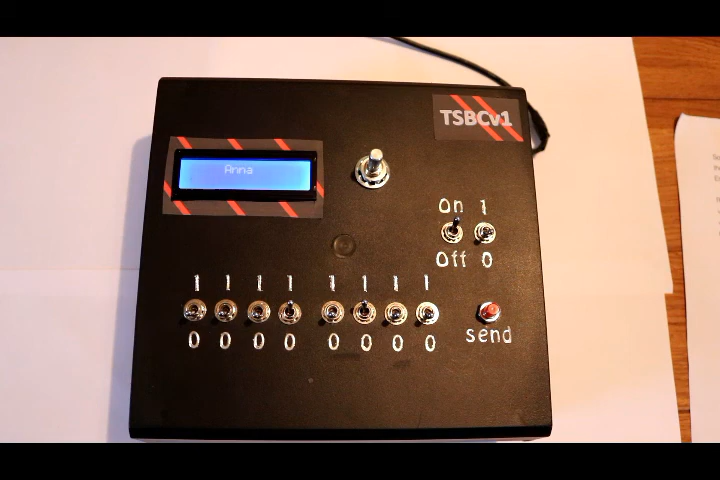 TSBCv1
Anna
On 1
Off 0
1 1 1 1 1 1 1 1
0 0 0 0 0 0 0 0
send